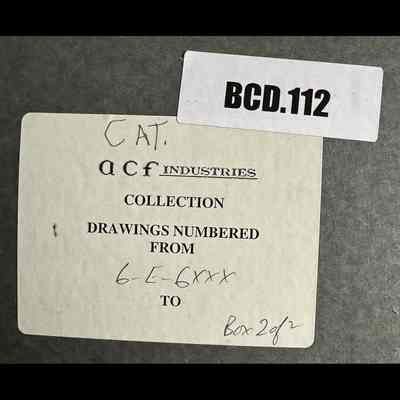 BCD.112
CAT.
acf INDUSTRIES
COLLECTION
DRAWINGS NUMBERED
FROM
6-E-6XXX
TO
Box 2 of 2